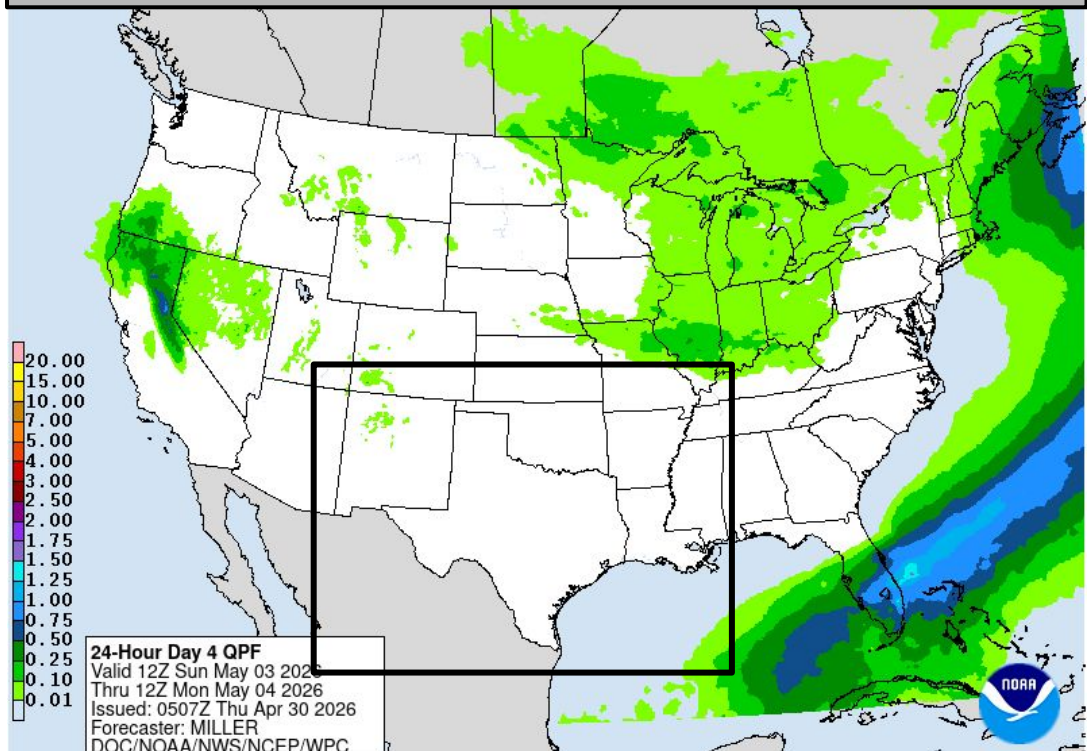 20.00
15.00
10.00
7.00
5.00
4.00
3.00
2.50
2.00
1.75
1.50
1.25
1.00
0.75
0.50
0.25
0.10
0.01
24-Hour Day 4 QPF
Valid 12Z Sun May 03 2026
Thru 12Z Mon May 04 2026
Issued: 0507Z Thu Apr 30 2026
Forecaster: MILLER
DOC/NOAA/NWS/NCEP/WPC
NOAA